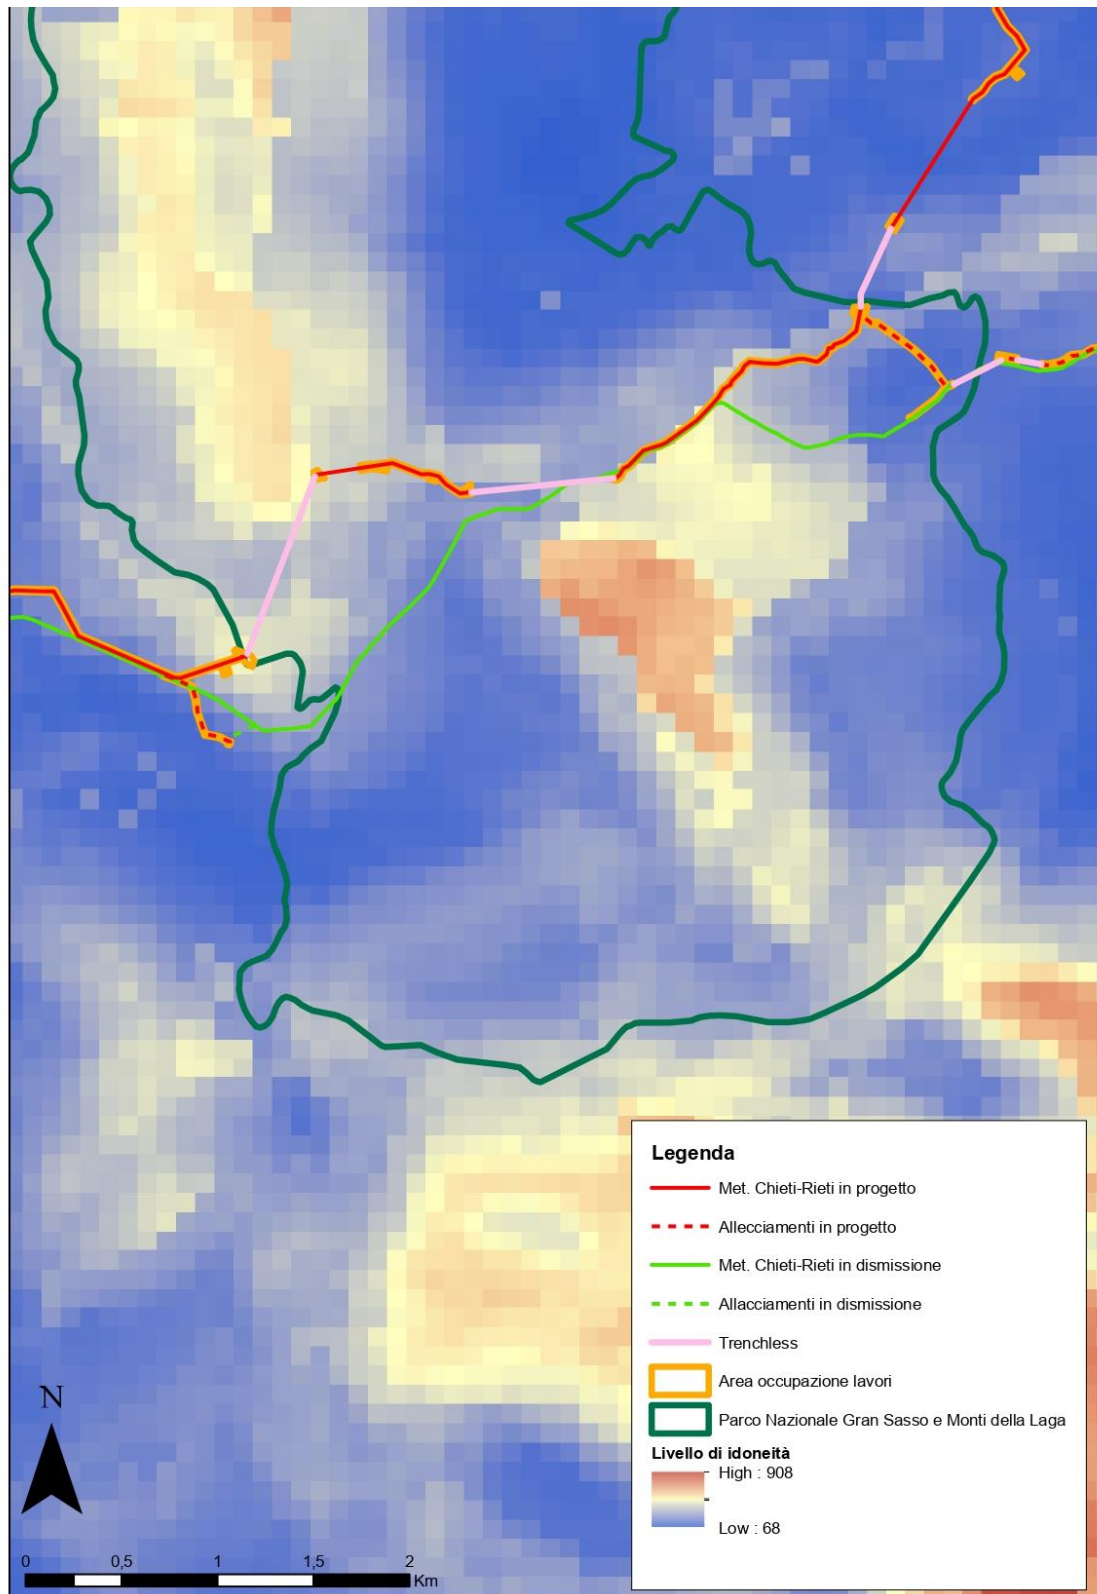 Legenda
Met. Chieti-Rieti in progetto
Allecciamenti in progetto
Met. Chieti-Rieti in dismissione
Allacciamenti in dismissione
Trenchless
Area occupazione lavori
Parco Nazionale Gran Sasso e Monti della Laga
Livello di idoneità
High : 908
Low : 68
N
0 0,5 1 1,5 2
Km